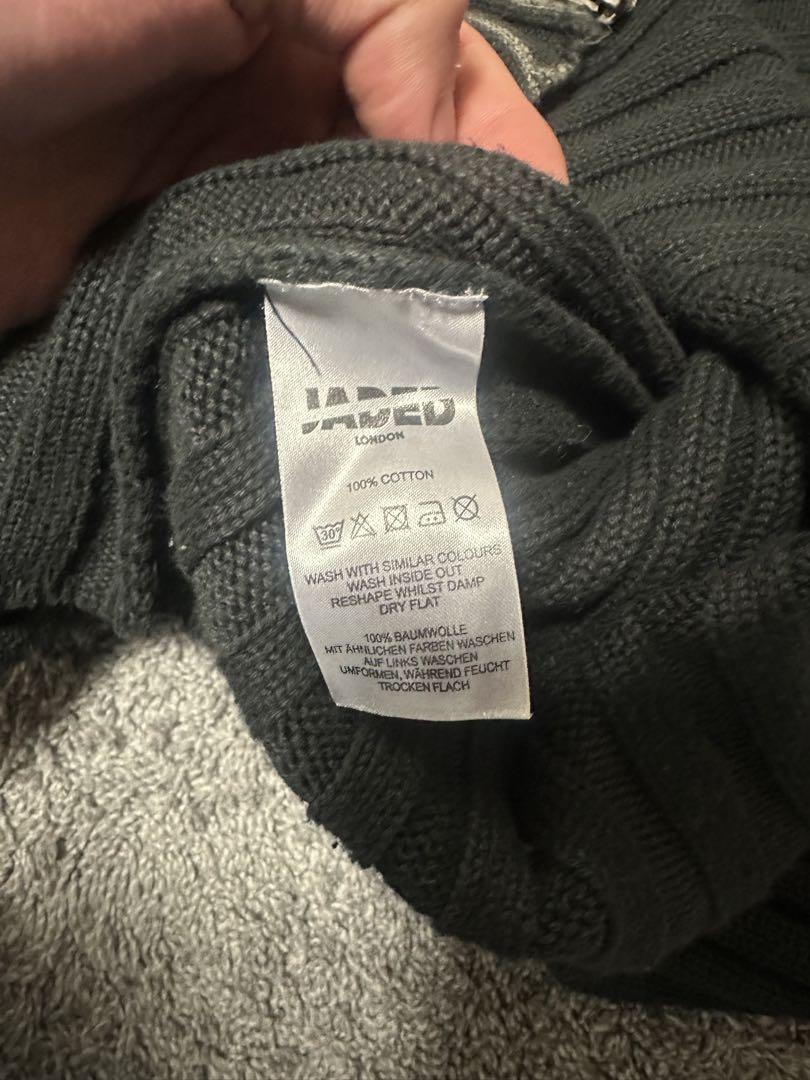 JADED
LONDON
100% COTTON
30°
WASH WITH SIMILAR COLOURS
WASH INSIDE OUT
RESHAPE WHILST DAMP
DRY FLAT
100% BAUMWOLLE
MIT ÄHNLICHEN FARBEN WASCHEN
AUF LINKS WASCHEN
UMFORMEN, WÄHREND FEUCHT
TROCKEN FLACH